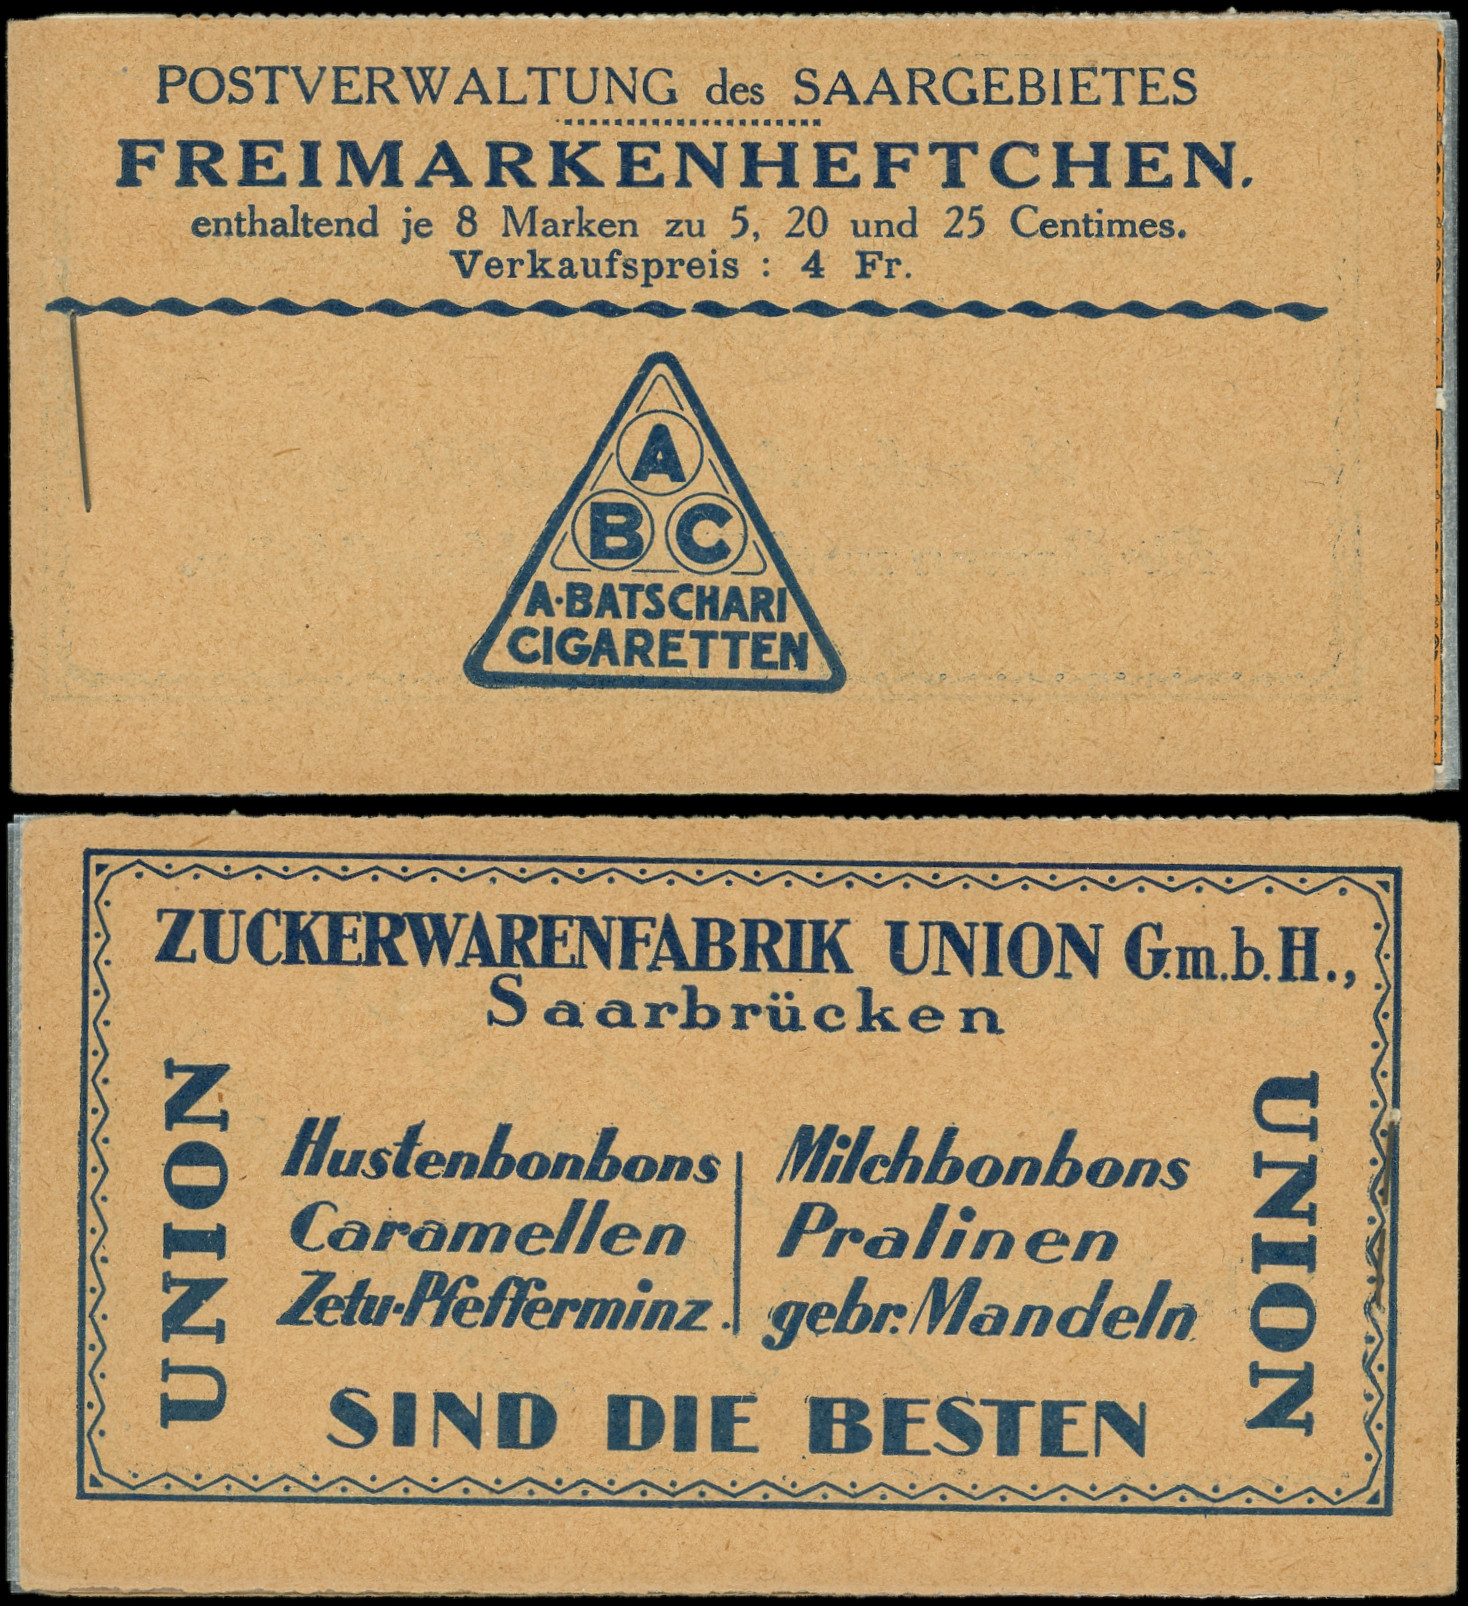 POSTVERWALTUNG des SAARGEBIETES
FREIMARKENHEFTCHEN.
enthaltend je 8 Marken zu 5, 20 und 25 Centimes.
Verkaufspreis : 4 Fr.
A
B C
A·BATSCHARI
CIGARETTEN
ZUCKERWARENFABRIK UNION G.m.b.H.,
Saarbrücken
UNION
Hustenbonbons
Caramellen
Zetu-Pfefferminz.
Milchbonbons
Pralinen
gebr. Mandeln
UNION
SIND DIE BESTEN